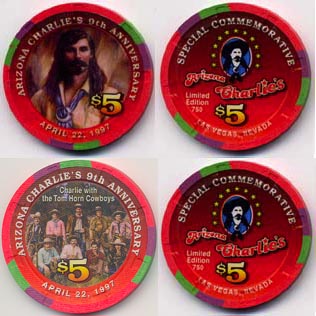 ARIZONA CHARLIE'S 9th ANNIVERSARY
$5
APRIL 22, 1997
SPECIAL COMMEMORATIVE
Arizona
Charlie's
Limited
Edition
750
$5
LAS VEGAS, NEVADA
ARIZONA CHARLIE'S 9th ANNIVERSARY
Charlie with
the Tom Horn Cowboys
$5
APRIL 22, 1997
SPECIAL COMMEMORATIVE
Arizona
Charlie's
Limited
Edition
750
$5
LAS VEGAS, NEVADA